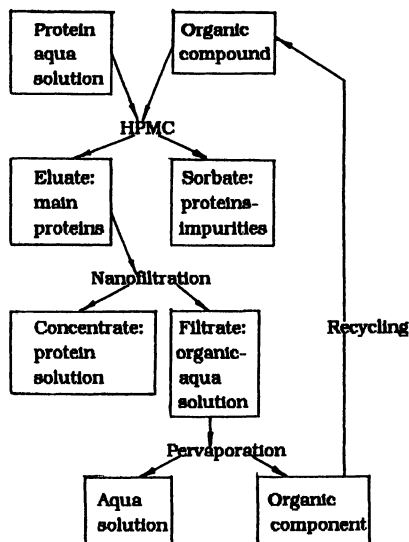 Protein
aqua
solution
Organic
compound
HPMC
Eluate:
main
proteins
Sorbate:
proteins-
impurities
Nanofiltration
Concentrate:
protein
solution
Filtrate:
organic-
aqua
solution
Recycling
Pervaporation
Aqua
solution
Organic
component